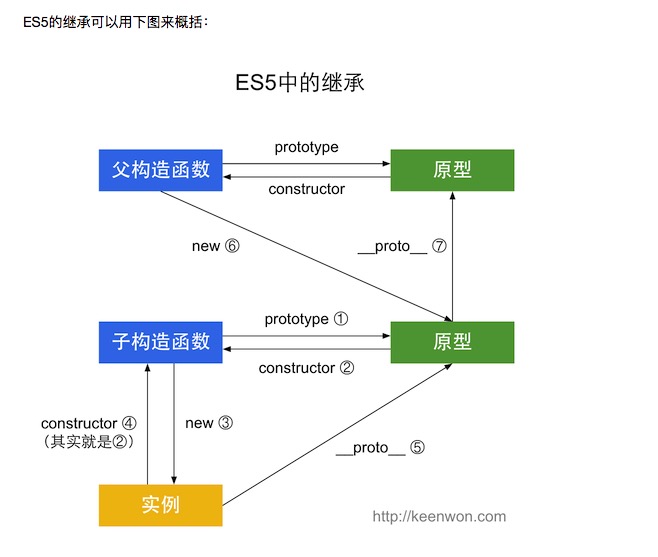 ES5的继承可以用下图来概括：
ES5中的继承
父构造函数
prototype
constructor
原型
new ⑥
__proto__ ⑦
子构造函数
prototype ①
constructor ②
原型
constructor ④
（其实就是②）
new ③
__proto__ ⑤
实例
http://keenwon.com